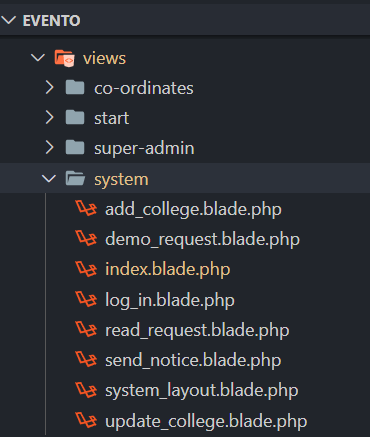 EVENTO
views
co-ordinates
start
super-admin
system
add_college.blade.php
demo_request.blade.php
index.blade.php
log_in.blade.php
read_request.blade.php
send_notice.blade.php
system_layout.blade.php
update_college.blade.php